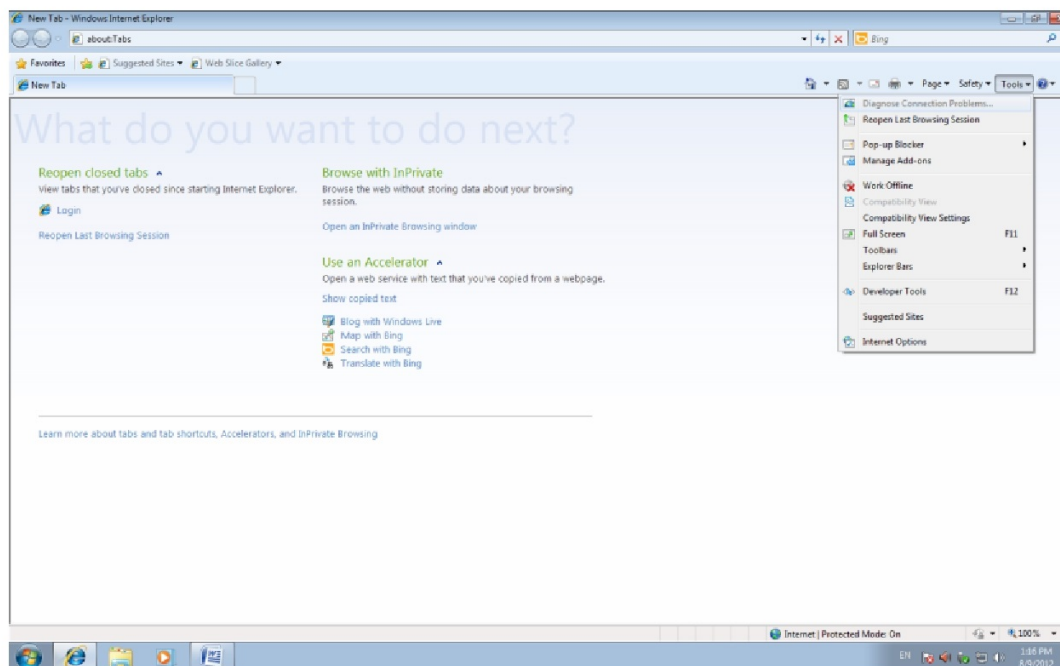 New Tab - Windows Internet Explorer
about:Tabs
Bing
Favorites
Suggested Sites
Web Slice Gallery
New Tab
Page
Safety
Tools
What do you want to do next?
Reopen closed tabs
View tabs that you've closed since starting Internet Explorer.
Login
Reopen Last Browsing Session
Browse with InPrivate
Browse the web without storing data about your browsing
session.
Open an InPrivate Browsing window
Use an Accelerator
Open a web service with text that you've copied from a webpage.
Show copied text
Blog with Windows Live
Map with Bing
Search with Bing
Translate with Bing
Learn more about tabs and tab shortcuts, Accelerators, and InPrivate Browsing
Diagnose Connection Problems...
Reopen Last Browsing Session
Pop-up Blocker
Manage Add-ons
Work Offline
Compatibility View
Compatibility View Settings
Full Screen F11
Toolbars
Explorer Bars
Developer Tools F12
Suggested Sites
Internet Options
Internet | Protected Mode: On
100%
EN
1:16 PM
8/9/2012